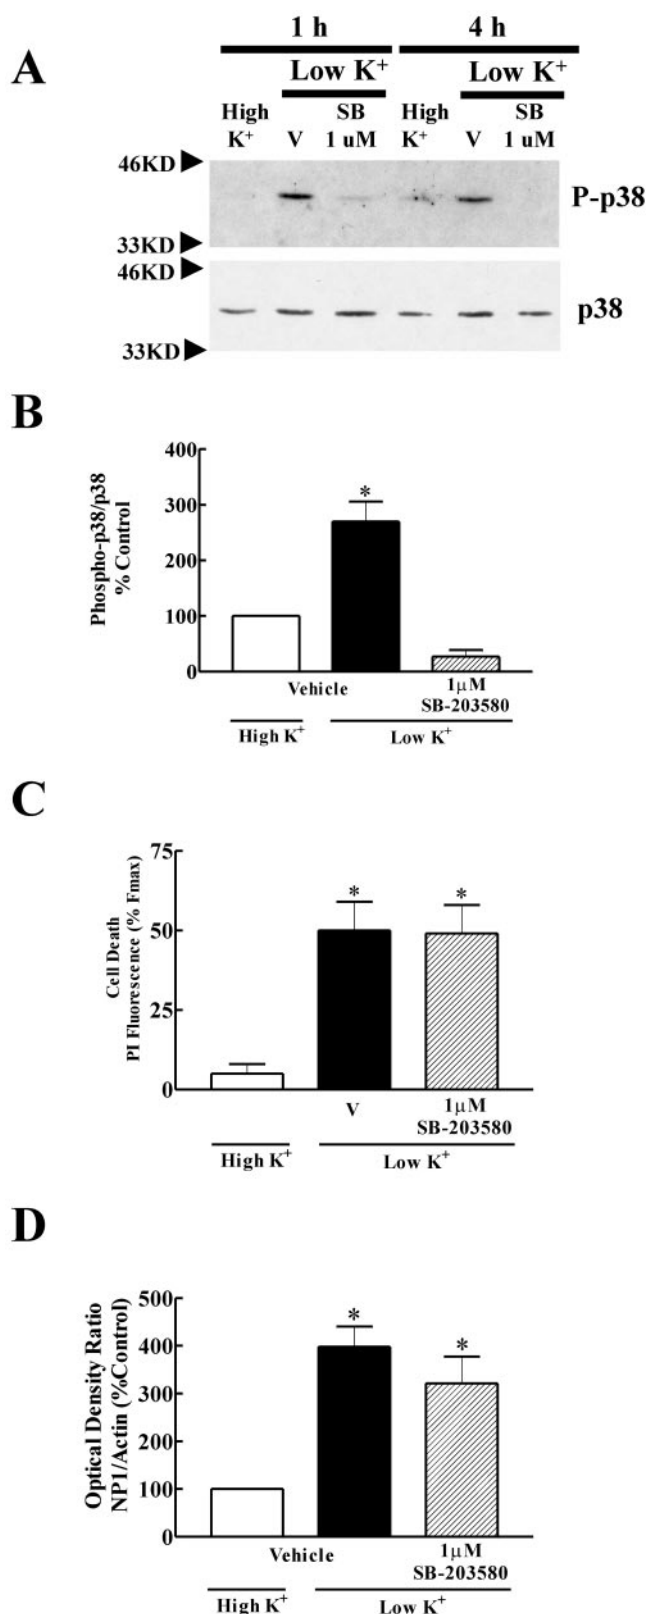 A
1 h 4 h
Low K⁺ Low K⁺
High SB High SB
K⁺ V 1 uM K⁺ V 1 uM
46KD
P-p38
33KD
46KD
p38
33KD
B
Phospho-p38/p38
% Control
400
300
200
100
0
Vehicle 1µM
SB-203580
High K⁺ Low K⁺
*
C
Cell Death
PI Fluorescence (% Fmax)
75
50
25
0
* *
V 1µM
SB-203580
High K⁺ Low K⁺
D
Optical Density Ratio
NP1/Actin (%Control)
500
400
300
200
100
0
* *
Vehicle 1µM
SB-203580
High K⁺ Low K⁺